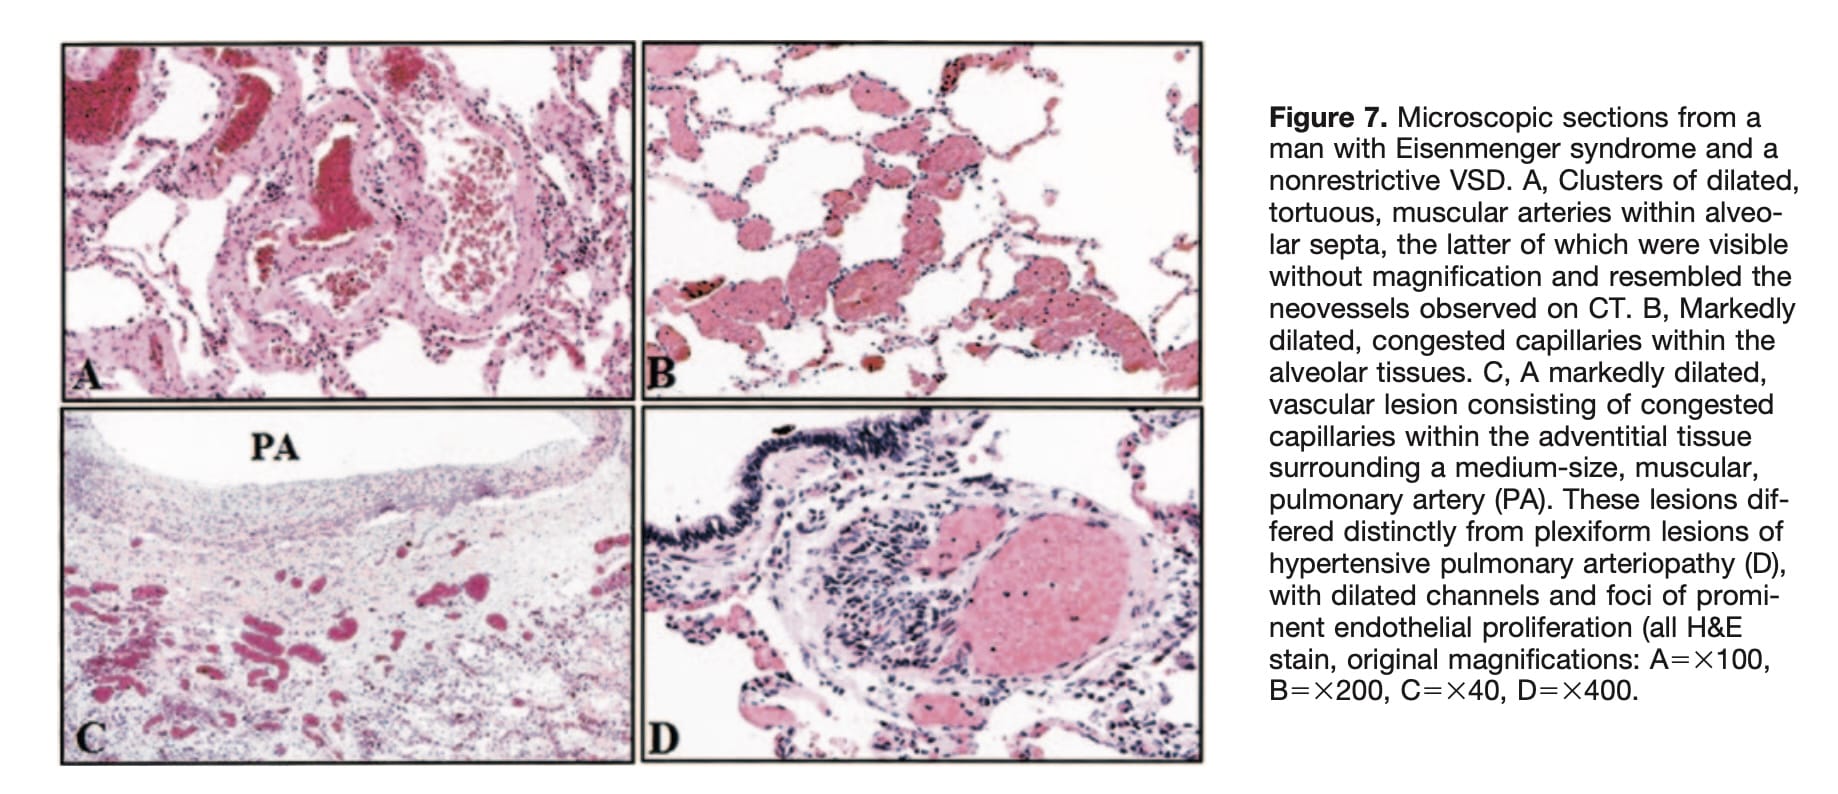 A
B
PA
C
D
Figure 7. Microscopic sections from a
man with Eisenmenger syndrome and a
nonrestrictive VSD. A, Clusters of dilated,
tortuous, muscular arteries within alveo-
lar septa, the latter of which were visible
without magnification and resembled the
neovessels observed on CT. B, Markedly
dilated, congested capillaries within the
alveolar tissues. C, A markedly dilated,
vascular lesion consisting of congested
capillaries within the adventitial tissue
surrounding a medium-size, muscular,
pulmonary artery (PA). These lesions dif-
fered distinctly from plexiform lesions of
hypertensive pulmonary arteriopathy (D),
with dilated channels and foci of promi-
nent endothelial proliferation (all H&E
stain, original magnifications: A=×100,
B=×200, C=×40, D=×400.